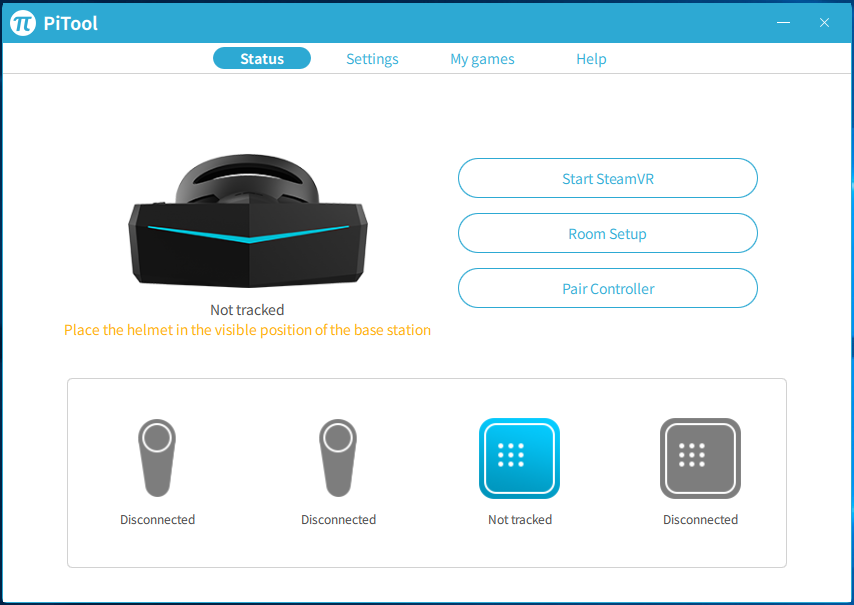 PiTool
Status
Settings
My games
Help
Start SteamVR
Room Setup
Pair Controller
Not tracked
Place the helmet in the visible position of the base station
Disconnected
Disconnected
Not tracked
Disconnected